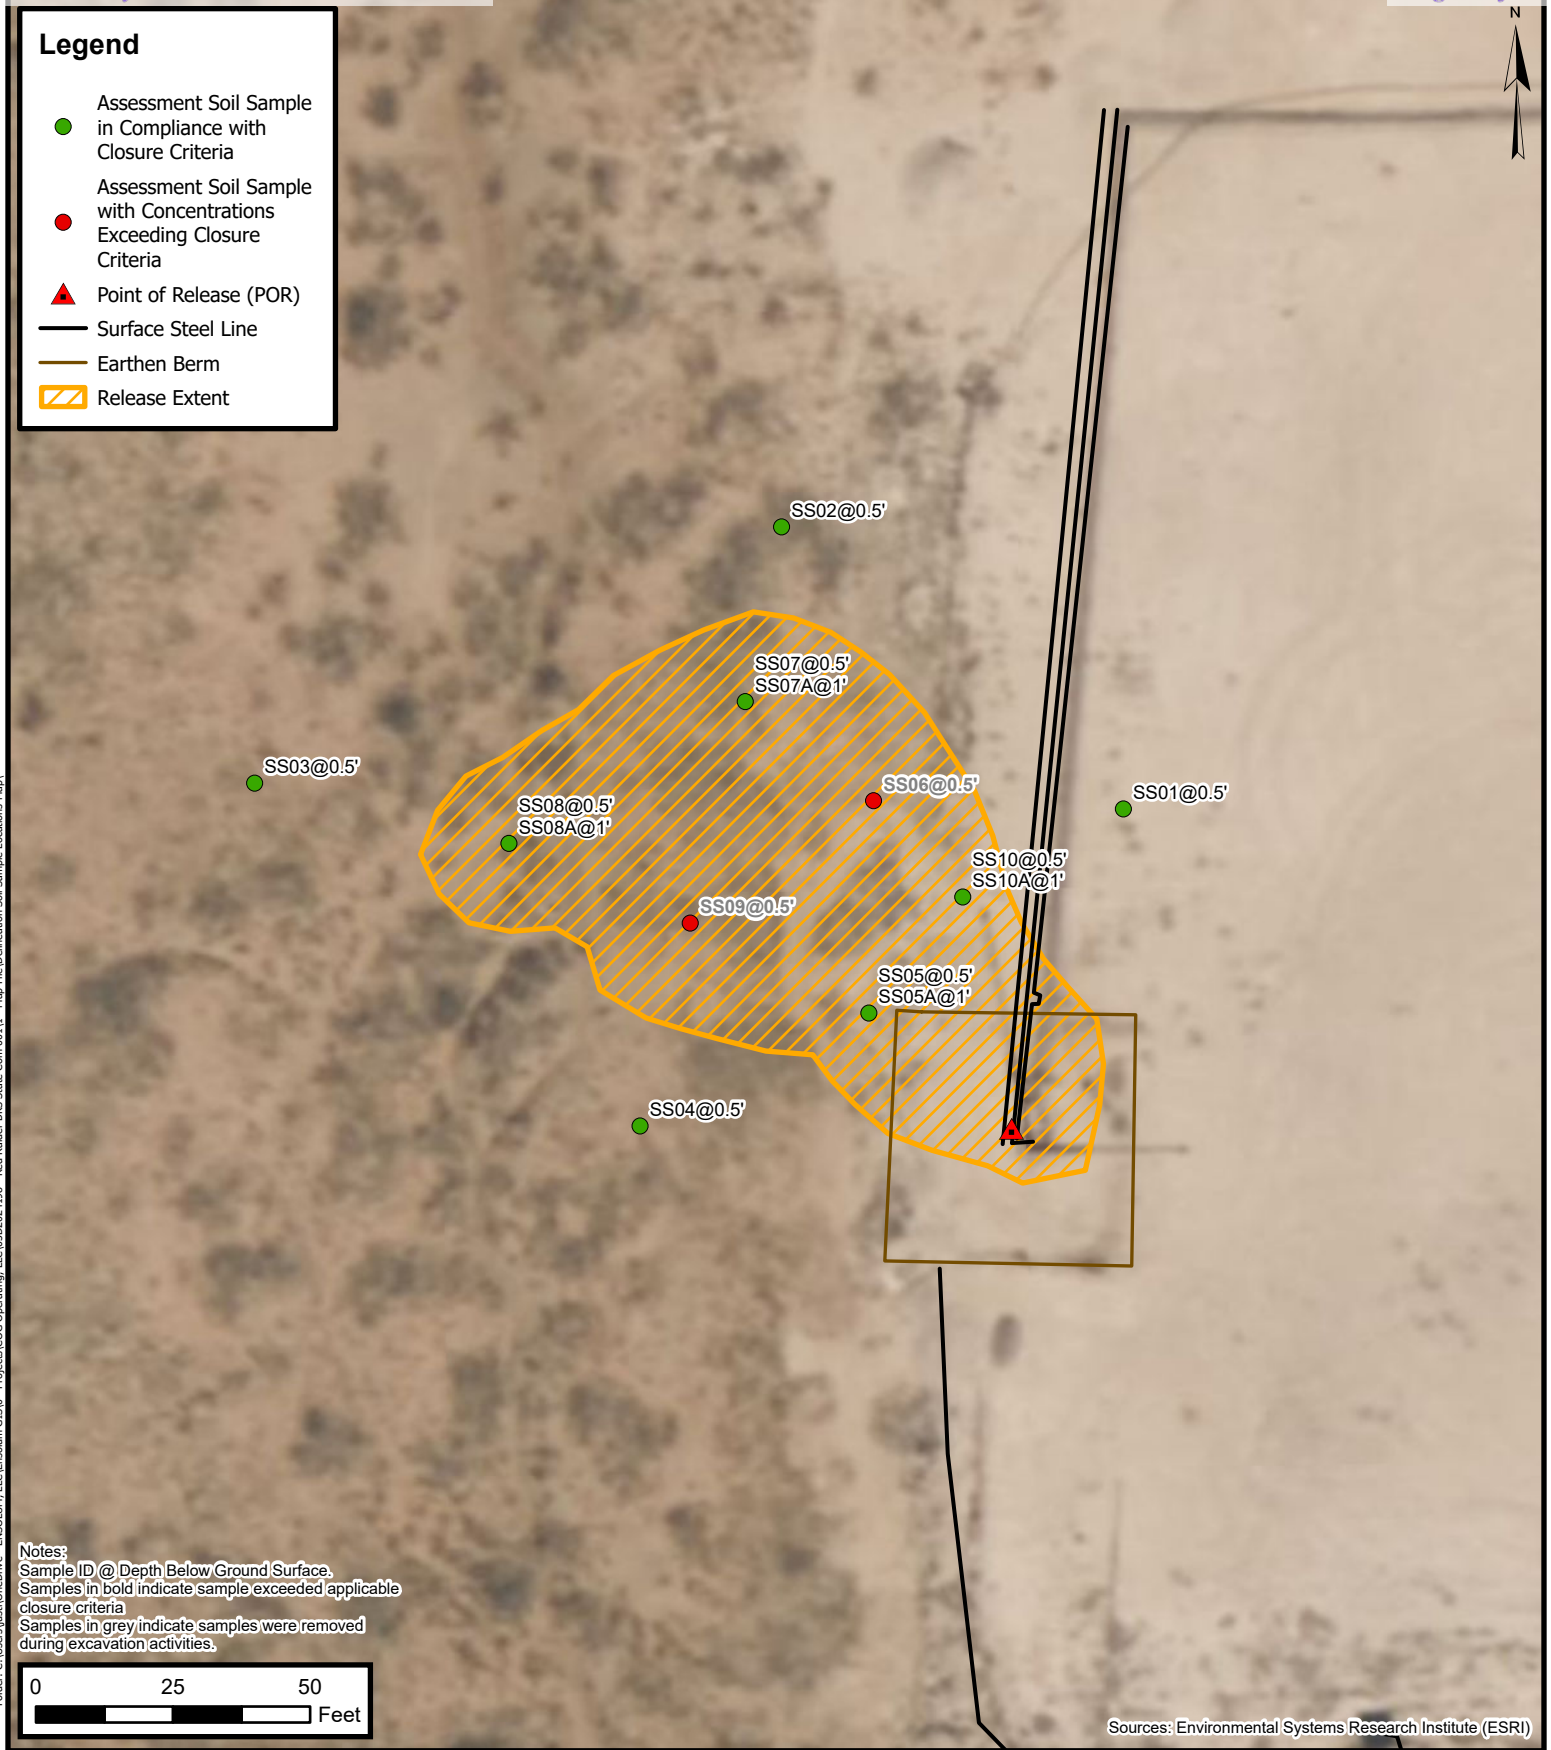 N
Legend
Assessment Soil Sample
in Compliance with
Closure Criteria
Assessment Soil Sample
with Concentrations
Exceeding Closure
Criteria
Point of Release (POR)
Surface Steel Line
Earthen Berm
Release Extent
SS02@0.5'
SS07@0.5'
SS07A@1'
SS03@0.5'
SS06@0.5'
SS01@0.5'
SS08@0.5'
SS08A@1'
SS10@0.5'
SS10A@1'
SS09@0.5'
SS05@0.5'
SS05A@1'
SS04@0.5'
Notes:
Sample ID @ Depth Below Ground Surface.
Samples in bold indicate sample exceeded applicable
closure criteria
Samples in grey indicate samples were removed
during excavation activities.
0 25 50
Feet
Sources: Environmental Systems Research Institute (ESRI)